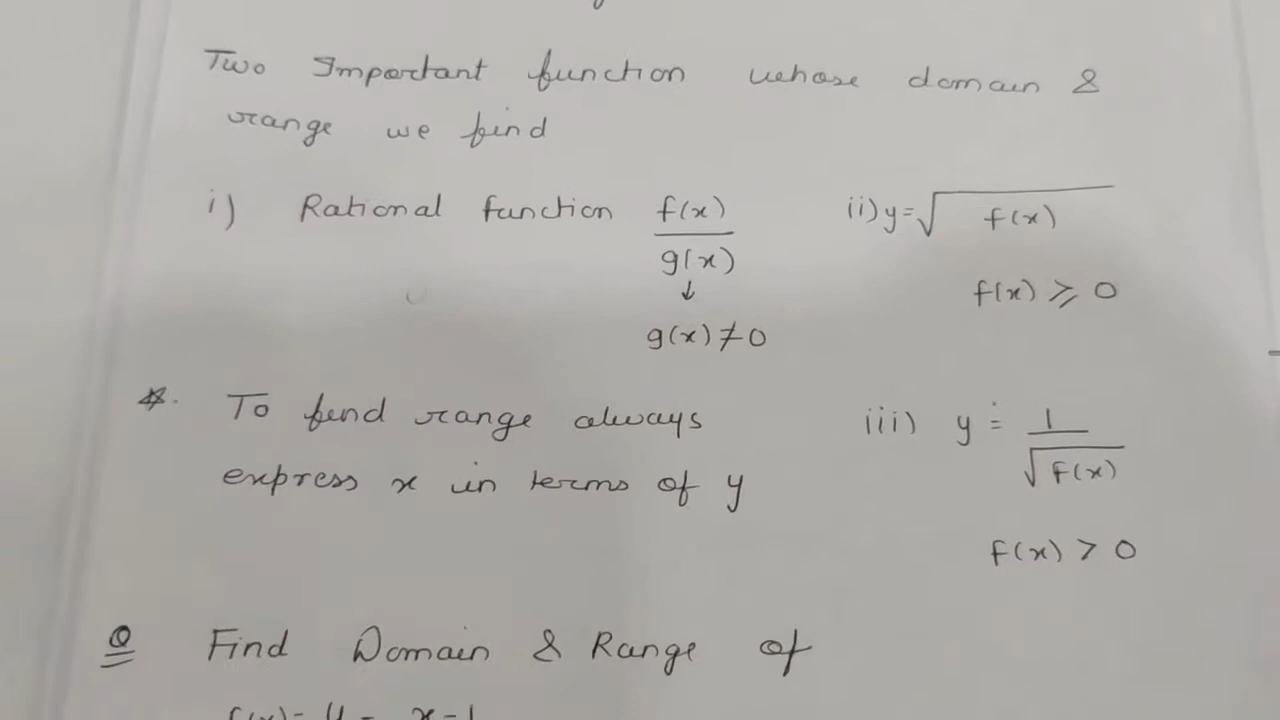 Two Important function whose domain &
range we find
i) Rational function f(x)/g(x)
↓
g(x) ≠ 0
ii) y = √f(x)
f(x) ≥ 0
*. To find range always
express x in terms of y
iii) y = 1/√f(x)
f(x) > 0
Q Find Domain & Range of
f(x) = y = x-1